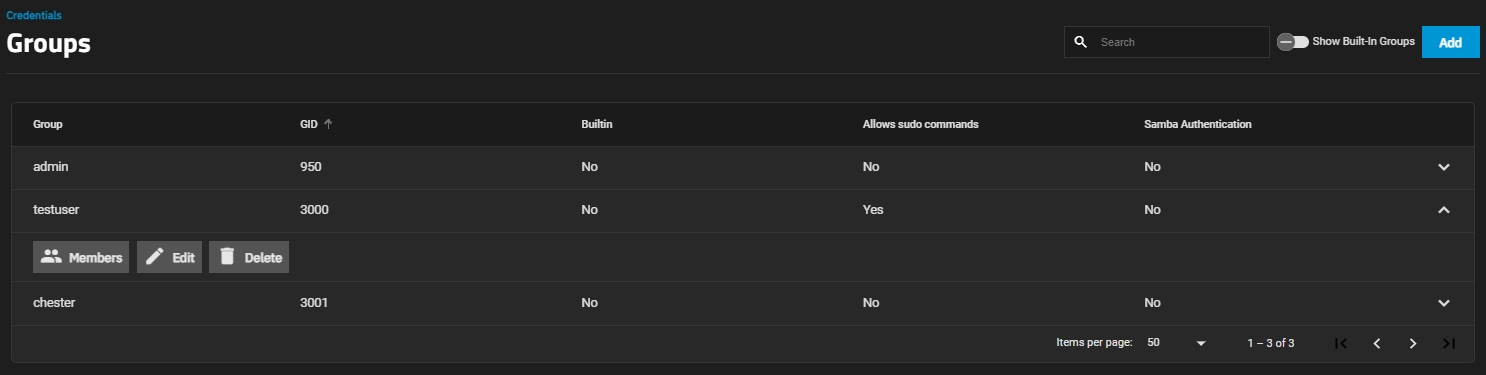 Credentials
Groups
Search
Show Built-In Groups
Add
Group GID Builtin Allows sudo commands Samba Authentication
admin 950 No No No
testuser 3000 No Yes No
Members Edit Delete
chester 3001 No No No
Items per page: 50 1 – 3 of 3